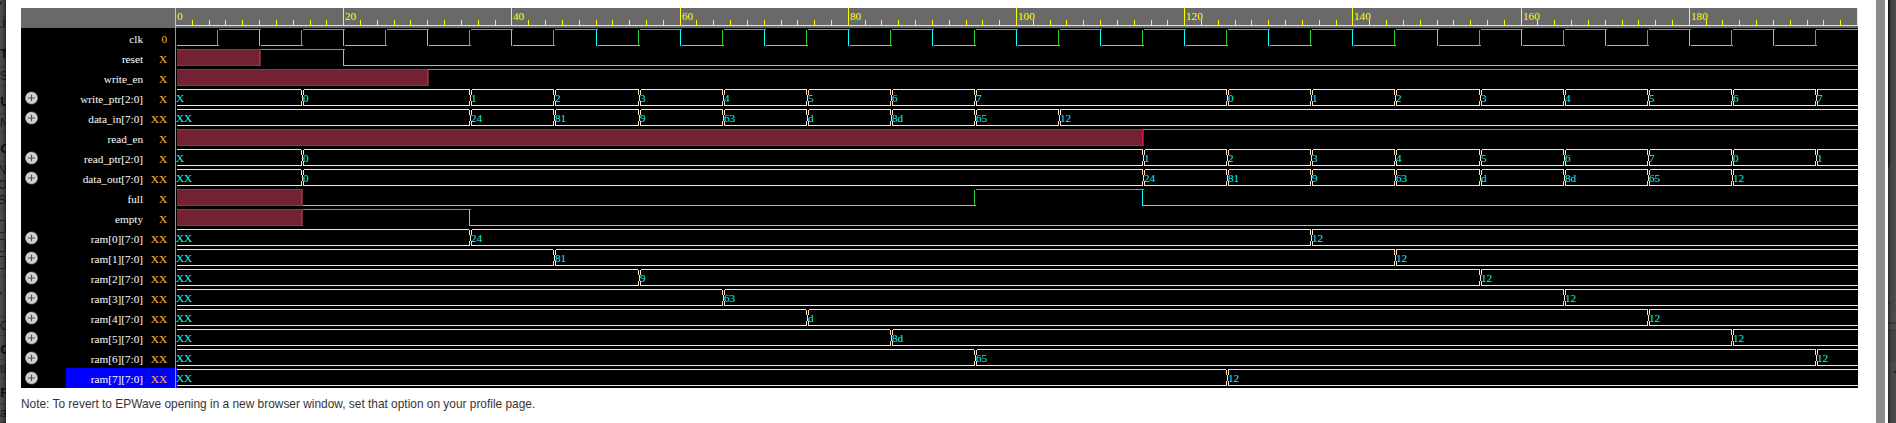 0 20 40 60 80 100 120 140 160 180
clk 0
reset X
write_en X
write_ptr[2:0] X X 0 1 2 3 4 5 6 7 0 1 2 3 4 5 6 7
data_in[7:0] XX XX 24 81 9 63 d 8d 65 12
read_en X
read_ptr[2:0] X X 0 1 2 3 4 5 6 7 0 1
data_out[7:0] XX XX 0 24 81 9 63 d 8d 65 12
full X
empty X
ram[0][7:0] XX XX 24 12
ram[1][7:0] XX XX 81 12
ram[2][7:0] XX XX 9 12
ram[3][7:0] XX XX 63 12
ram[4][7:0] XX XX d 12
ram[5][7:0] XX XX 8d 12
ram[6][7:0] XX XX 65 12
ram[7][7:0] XX XX 12
Note: To revert to EPWave opening in a new browser window, set that option on your profile page.